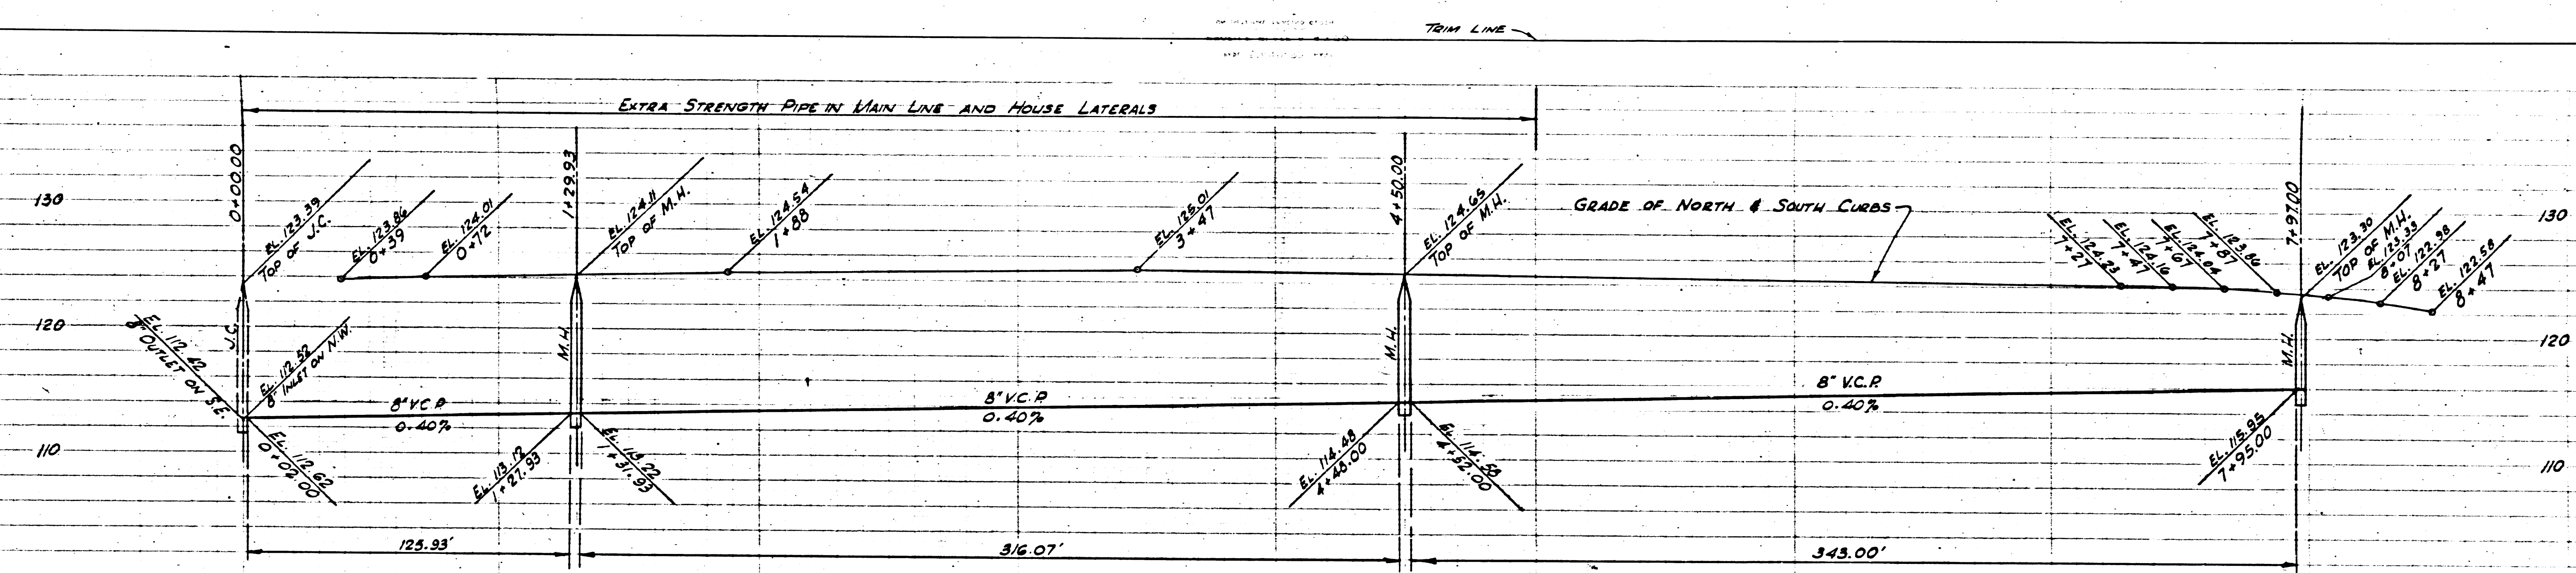 TRIM LINE
EXTRA STRENGTH PIPE IN MAIN LINE AND HOUSE LATERALS
0+00.00
1+29.93
4+50.00
7+97.00
130
130
EL. 123.39
TOP OF J.C.
EL. 123.86
0+39
EL. 124.01
0+72
EL. 124.11
TOP OF M.H.
EL. 124.54
1+88
EL. 125.01
3+47
EL. 124.65
TOP OF M.H.
GRADE OF NORTH & SOUTH CURBS
EL. 124.23
7+27
EL. 124.16
7+47
EL. 124.04
7+67
EL. 123.86
7+87
EL. 123.30
TOP OF M.H.
EL. 123.33
8+07
EL. 122.98
8+27
EL. 122.58
8+47
120
120
J.C.
M.H.
M.H.
M.H.
EL. 112.42
8" OUTLET ON S.E.
EL. 112.52
8" INLET ON N.W.
8" V.C.P.
0.40%
8" V.C.P.
0.40%
8" V.C.P.
0.40%
110
110
EL. 112.62
0+02.00
EL. 113.12
1+27.93
EL. 113.22
1+31.93
EL. 114.48
4+48.00
EL. 114.58
4+52.00
EL. 115.95
7+95.00
125.93'
316.07'
343.00'